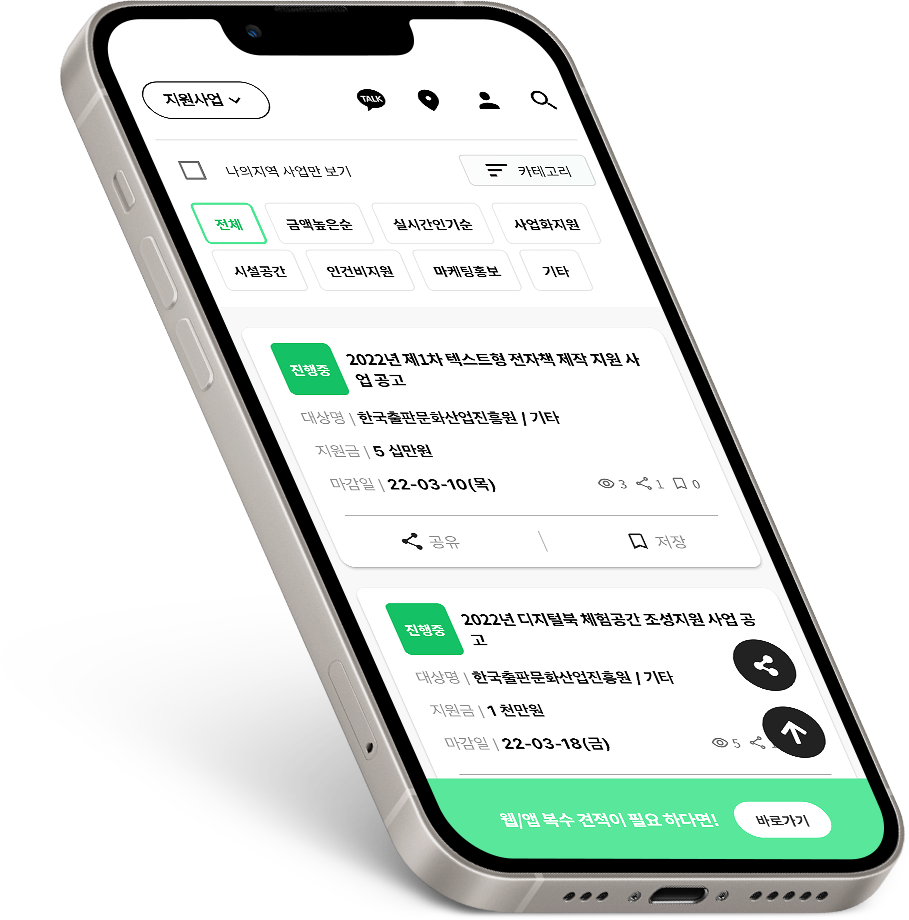 지원사업
TALK
나의지역 사업만 보기
카테고리
전체 금액높은순 실시간인기순 사업화지원
시설공간 인건비지원 마케팅홍보 기타
진행중
2022년 제1차 텍스트형 전자책 제작 지원 사
업 공고
대상명 | 한국출판문화산업진흥원 | 기타
지원금 | 5 십만원
마감일 | 22-03-10(목)
3 1 0
공유 | 저장
진행중
2022년 디지털북 체험공간 조성지원 사업 공
고
대상명 | 한국출판문화산업진흥원 | 기타
지원금 | 1 천만원
마감일 | 22-03-18(금)
5
웹/앱 복수 견적이 필요 하다면!
바로가기